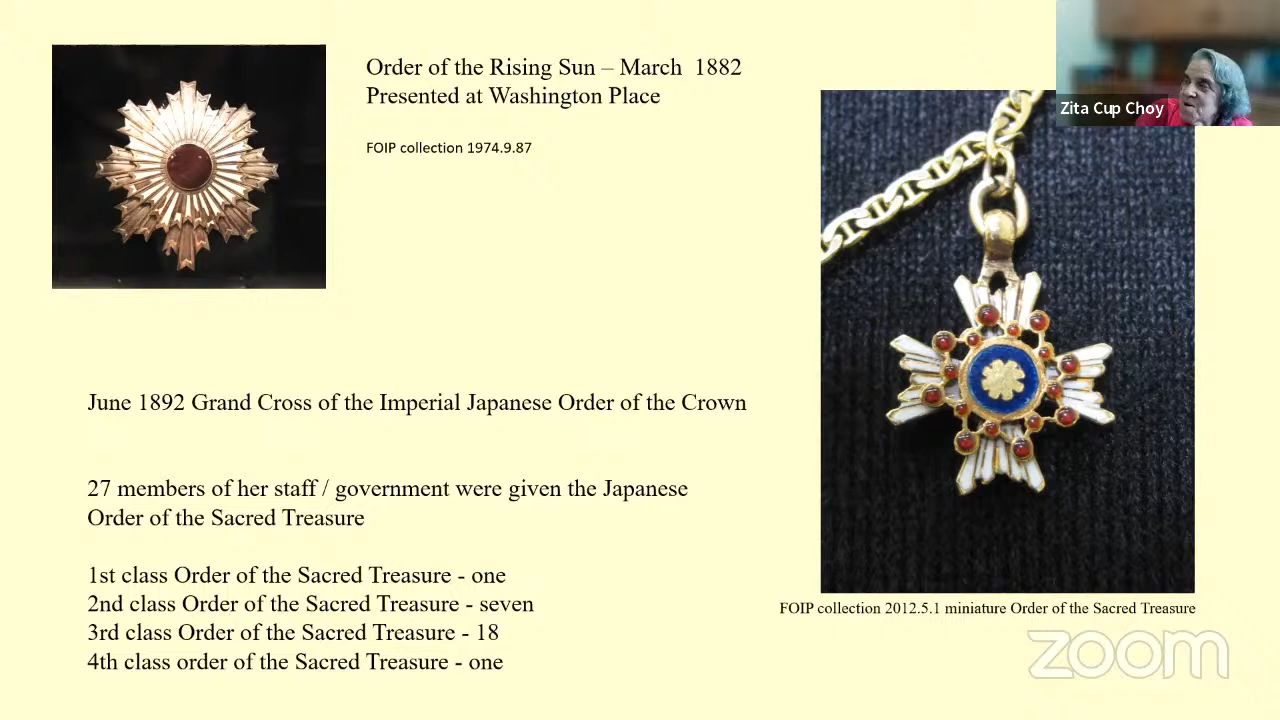 Order of the Rising Sun – March  1882
Presented at Washington Place
FOIP collection 1974.9.87
Zita Cup Choy
June 1892 Grand Cross of the Imperial Japanese Order of the Crown
27 members of her staff / government were given the Japanese
Order of the Sacred Treasure
1st class Order of the Sacred Treasure - one
2nd class Order of the Sacred Treasure - seven
3rd class Order of the Sacred Treasure - 18
4th class order of the Sacred Treasure - one
FOIP collection 2012.5.1 miniature Order of the Sacred Treasure
zoom